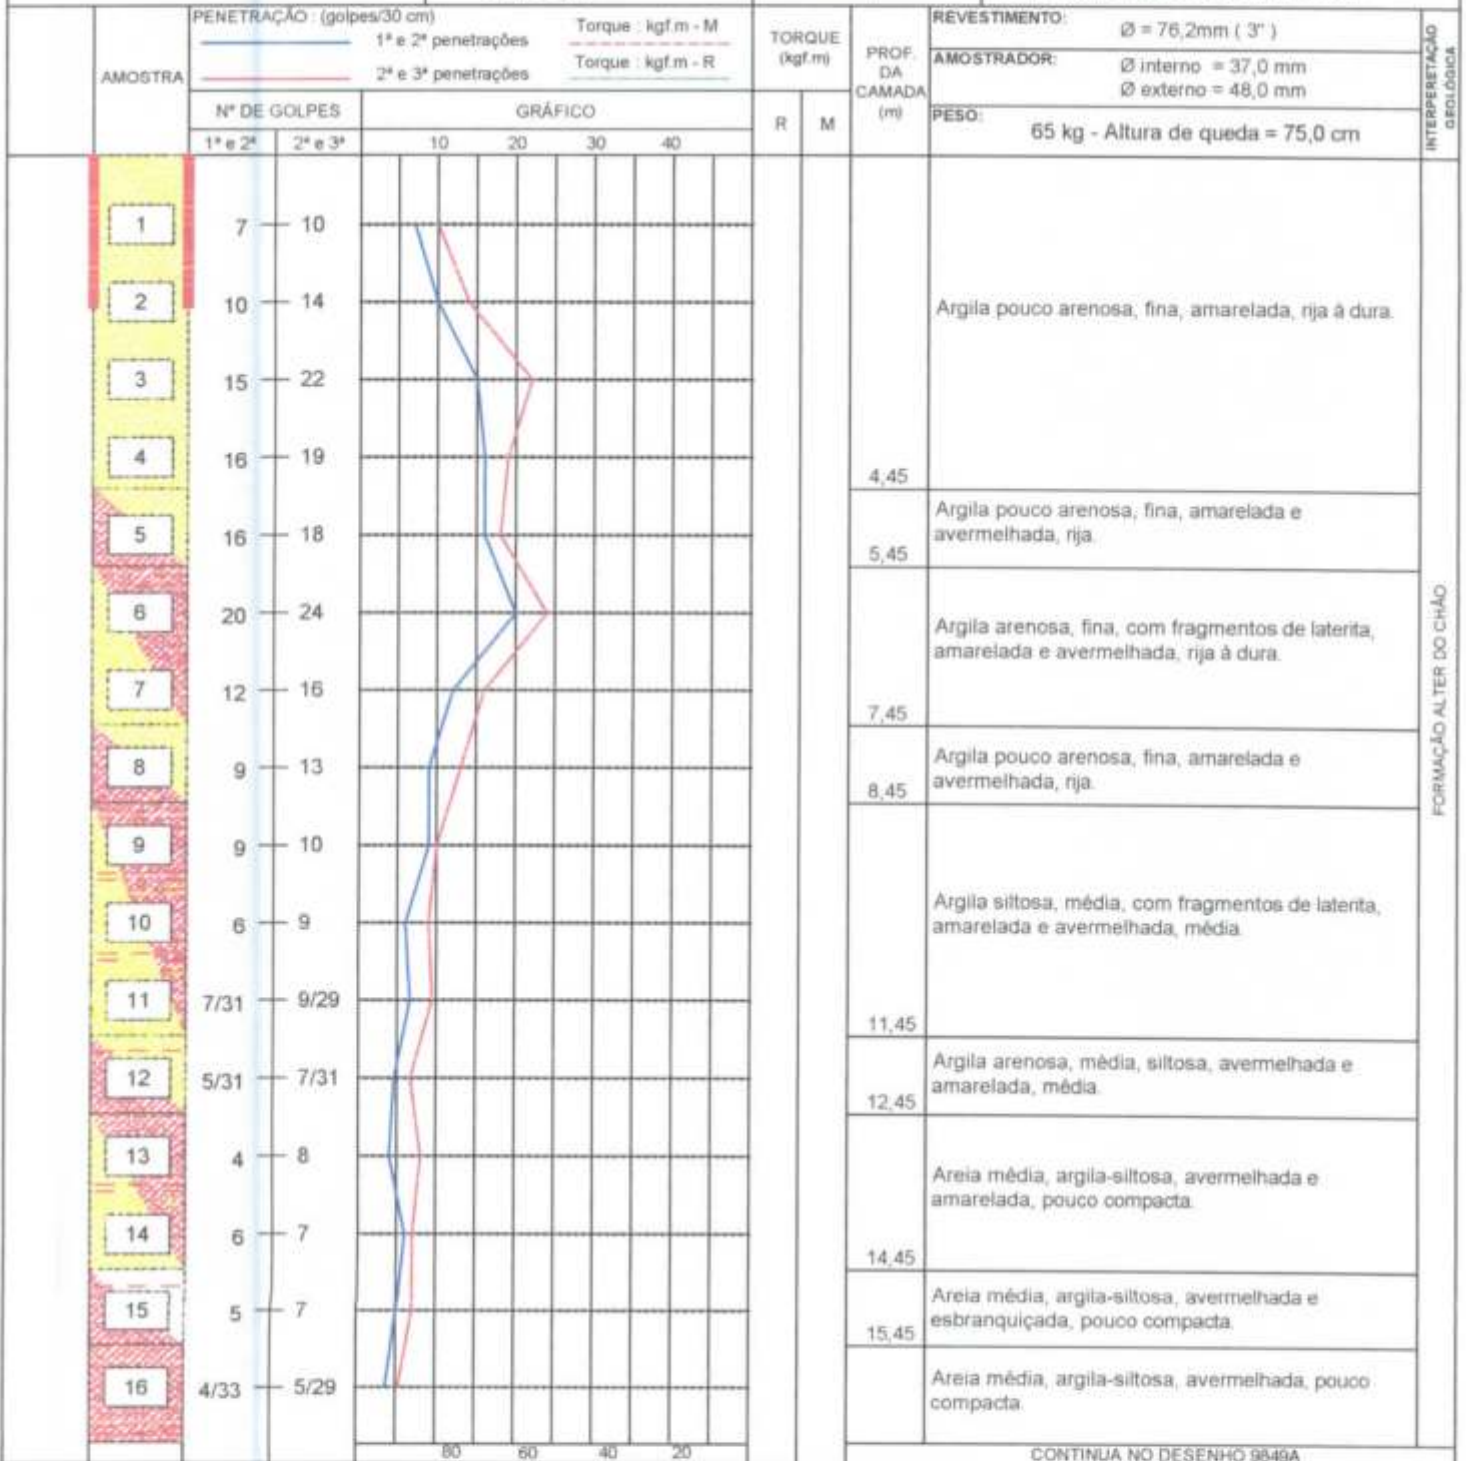 PENETRAÇÃO : (golpes/30 cm)
1ª e 2ª penetrações
2ª e 3ª penetrações
Torque : kgf.m - M
Torque : kgf.m - R
AMOSTRA
Nº DE GOLPES
1ª e 2ª 2ª e 3ª
GRÁFICO
10 20 30 40
TORQUE
(kgf.m)
R M
PROF.
DA
CAMADA
(m)
REVESTIMENTO:
Ø = 76,2mm ( 3" )
AMOSTRADOR:
Ø interno = 37,0 mm
Ø externo = 48,0 mm
PESO:
65 kg - Altura de queda = 75,0 cm
INTERPERETAÇÃO
GEOLÓGICA
1 7 10
2 10 14
Argila pouco arenosa, fina, amarelada, rija à dura.
3 15 22
4 16 19
4,45
Argila pouco arenosa, fina, amarelada e
avermelhada, rija.
5 16 18
5,45
6 20 24
Argila arenosa, fina, com fragmentos de laterita,
amarelada e avermelhada, rija à dura.
7 12 16
7,45
Argila pouco arenosa, fina, amarelada e
avermelhada, rija.
8 9 13
8,45
FORMAÇÃO ALTER DO CHÃO
9 9 10
Argila siltosa, média, com fragmentos de laterita,
amarelada e avermelhada, média.
10 6 9
11 7/31 9/29
11,45
Argila arenosa, média, siltosa, avermelhada e
amarelada, média.
12 5/31 7/31
12,45
13 4 8
Areia média, argila-siltosa, avermelhada e
amarelada, pouco compacta.
14 6 7
14,45
Areia média, argila-siltosa, avermelhada e
esbranquiçada, pouco compacta.
15 5 7
15,45
16 4/33 5/29
Areia média, argila-siltosa, avermelhada, pouco
compacta.
80 60 40 20
CONTINUA NO DESENHO 9849A